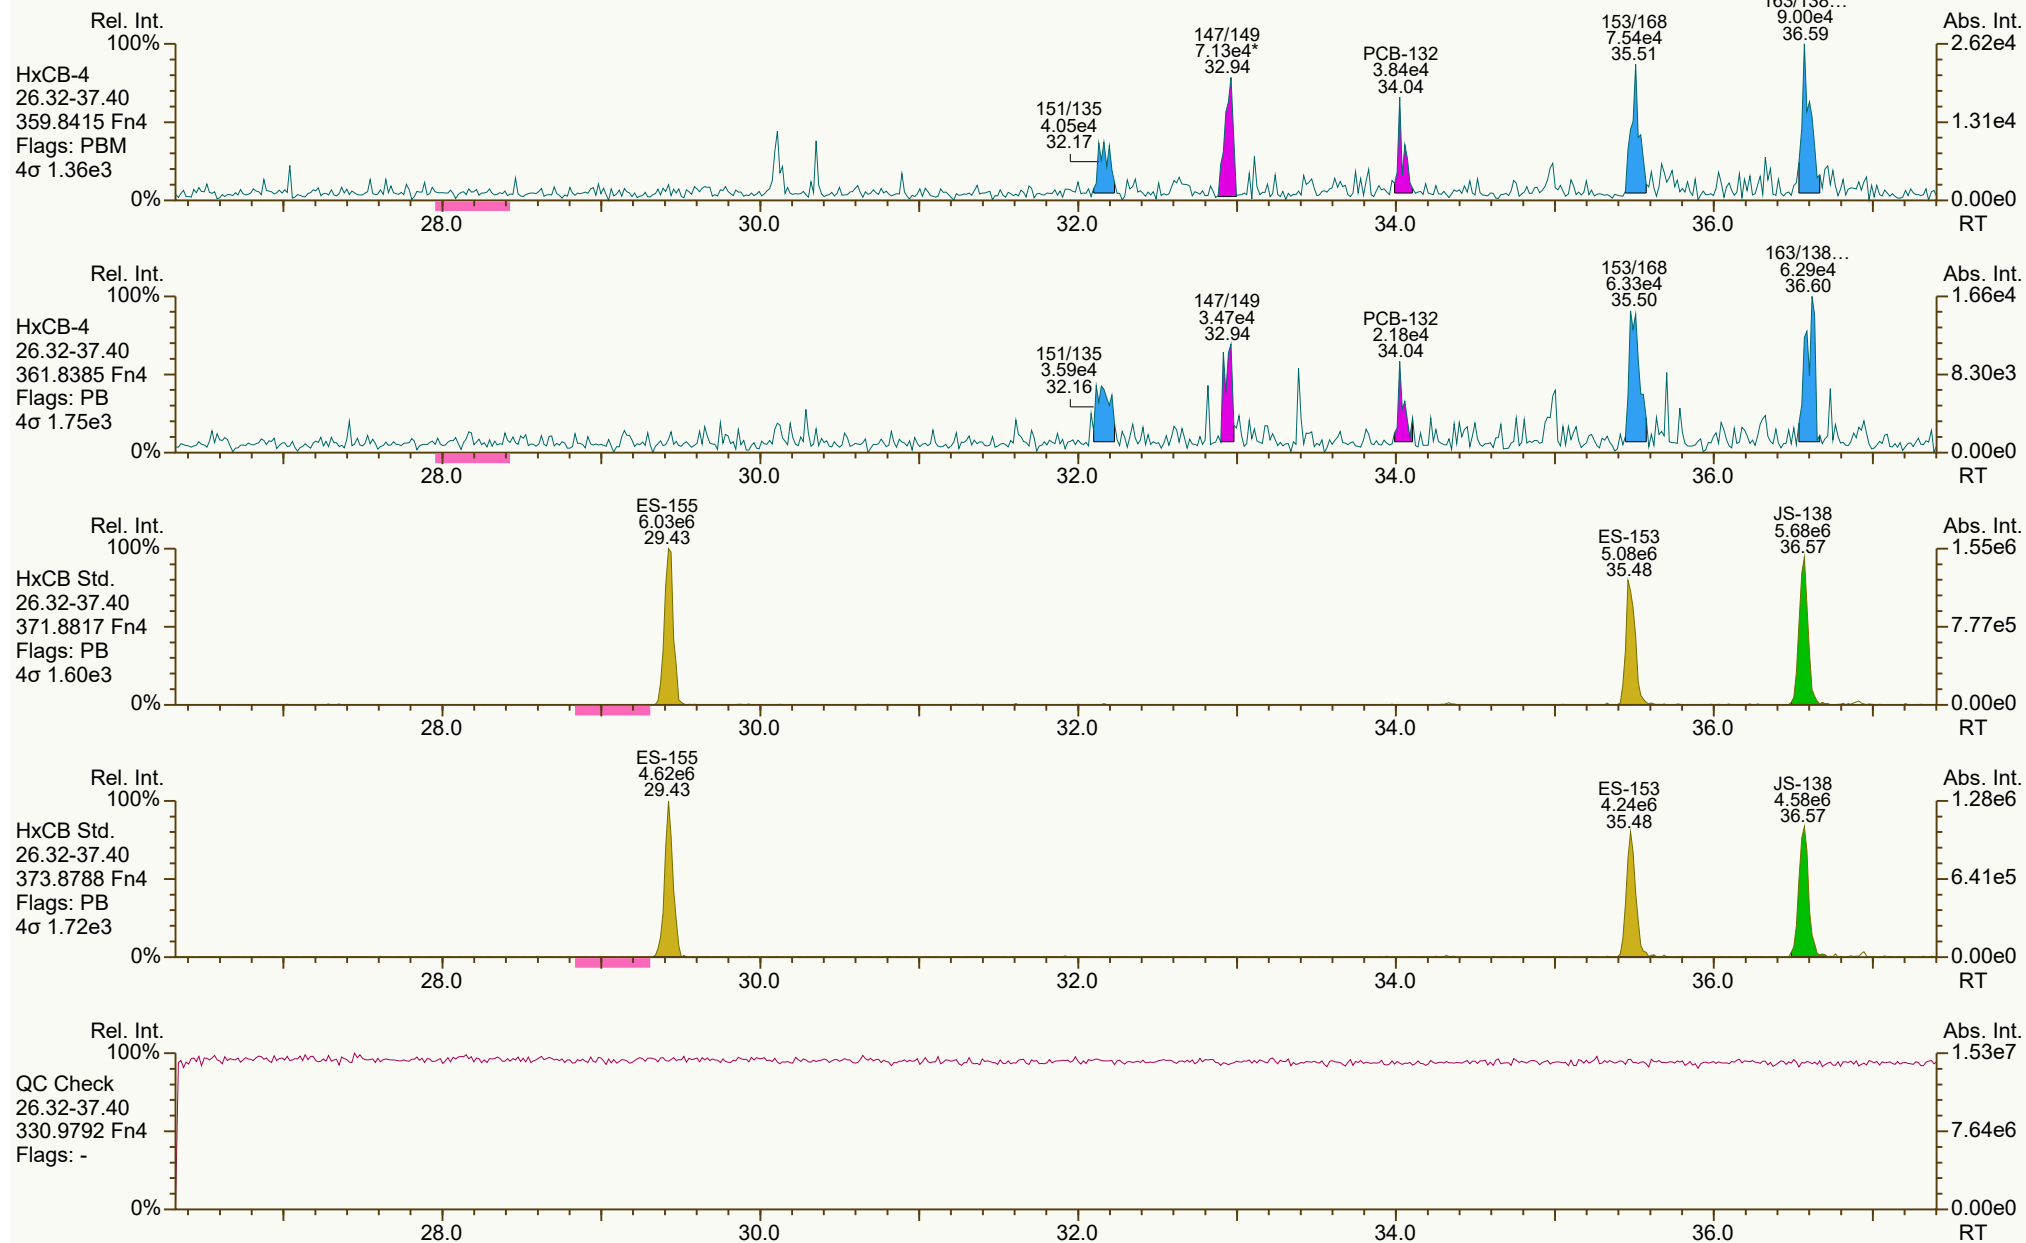 163/138…
Rel. Int.
153/168
9.00e4
Abs. Int.
100%
147/149
7.54e4
36.59
2.62e4
7.13e4*
PCB-132
35.51
HxCB-4
32.94
3.84e4
26.32-37.40
151/135
34.04
359.8415 Fn4
4.05e4
1.31e4
Flags: PBM
32.17
4σ 1.36e3
0%
0.00e0
28.0
30.0
32.0
34.0
36.0
RT
163/138…
Rel. Int.
153/168
6.29e4
Abs. Int.
100%
147/149
6.33e4
36.60
1.66e4
3.47e4
PCB-132
35.50
HxCB-4
32.94
2.18e4
26.32-37.40
151/135
34.04
361.8385 Fn4
3.59e4
8.30e3
Flags: PB
32.16
4σ 1.75e3
0%
0.00e0
28.0
30.0
32.0
34.0
36.0
RT
ES-155
JS-138
Rel. Int.
6.03e6
ES-153
5.68e6
Abs. Int.
100%
29.43
5.08e6
36.57
1.55e6
35.48
HxCB Std.
26.32-37.40
371.8817 Fn4
7.77e5
Flags: PB
4σ 1.60e3
0%
0.00e0
28.0
30.0
32.0
34.0
36.0
RT
ES-155
JS-138
Rel. Int.
4.62e6
ES-153
4.58e6
Abs. Int.
100%
29.43
4.24e6
36.57
1.28e6
35.48
HxCB Std.
26.32-37.40
373.8788 Fn4
6.41e5
Flags: PB
4σ 1.72e3
0%
0.00e0
28.0
30.0
32.0
34.0
36.0
RT
Rel. Int.
Abs. Int.
100%
1.53e7
QC Check
26.32-37.40
330.9792 Fn4
7.64e6
Flags: -
0%
0.00e0
28.0
30.0
32.0
34.0
36.0
RT